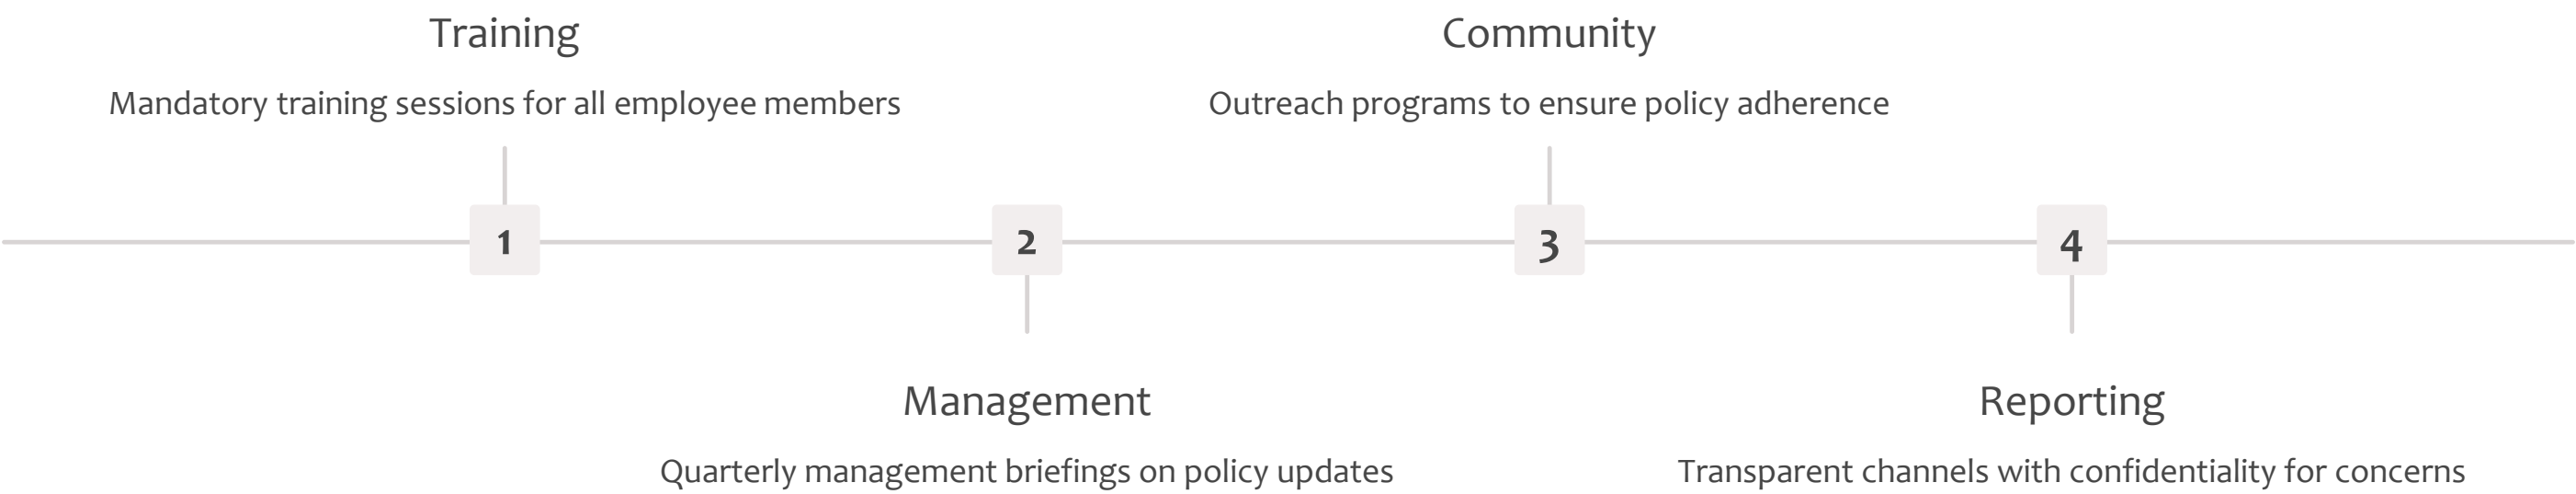 Training
Mandatory training sessions for all employee members
Community
Outreach programs to ensure policy adherence
1
2
3
4
Management
Quarterly management briefings on policy updates
Reporting
Transparent channels with confidentiality for concerns